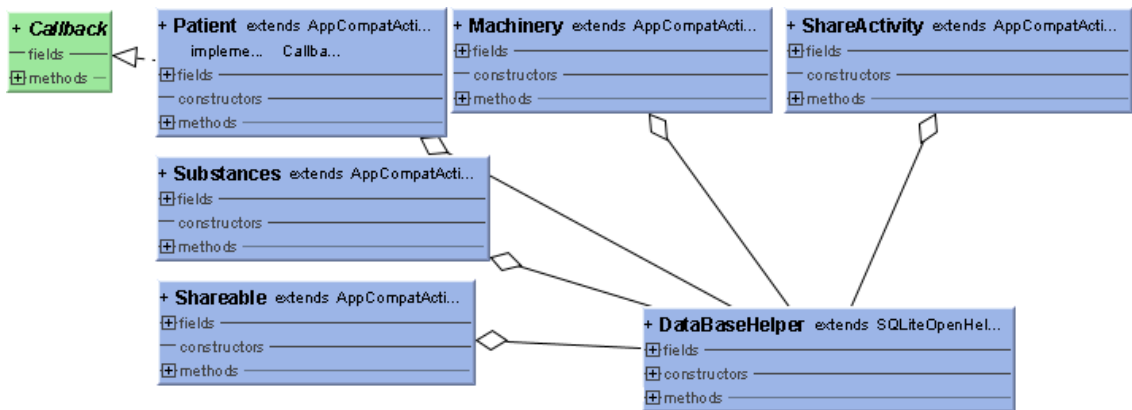 + Callback
fields
methods
+ Patient extends AppCompatActi...
impleme... Callba...
fields
constructors
methods
+ Machinery extends AppCompatActi...
fields
constructors
methods
+ ShareActivity extends AppCompatActi...
fields
constructors
methods
+ Substances extends AppCompatActi...
fields
constructors
methods
+ Shareable extends AppCompatActi...
fields
constructors
methods
+ DataBaseHelper extends SQLiteOpenHel...
fields
constructors
methods